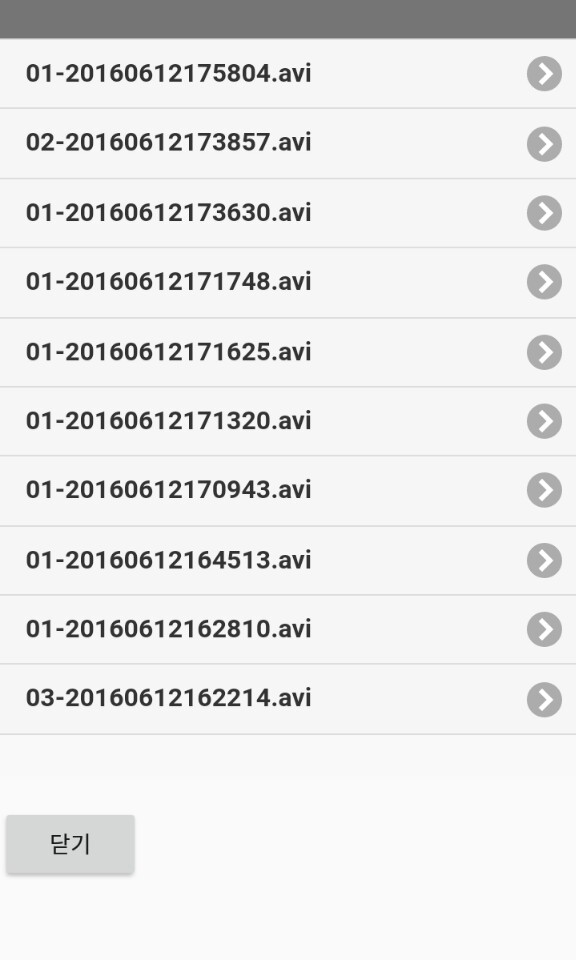 01-20160612175804.avi
02-20160612173857.avi
01-20160612173630.avi
01-20160612171748.avi
01-20160612171625.avi
01-20160612171320.avi
01-20160612170943.avi
01-20160612164513.avi
01-20160612162810.avi
03-20160612162214.avi
닫기